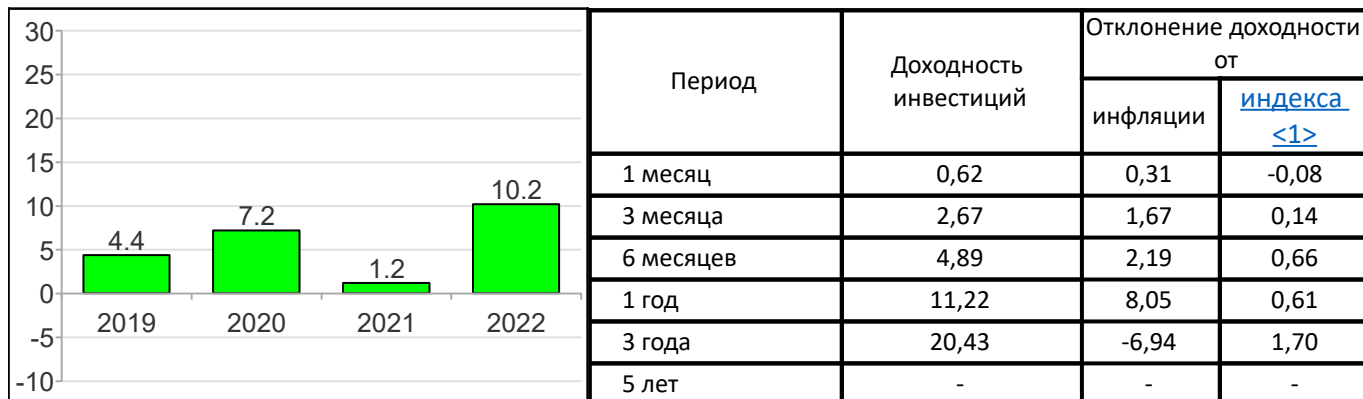 30
25
20
15
10
5
0
-5
-10
4.4
7.2
1.2
10.2
2019 2020 2021 2022
Период
Доходность
инвестиций
Отклонение доходности
от
инфляции
индекса
<1>
1 месяц 0,62 0,31 -0,08
3 месяца 2,67 1,67 0,14
6 месяцев 4,89 2,19 0,66
1 год 11,22 8,05 0,61
3 года 20,43 -6,94 1,70
5 лет - - -